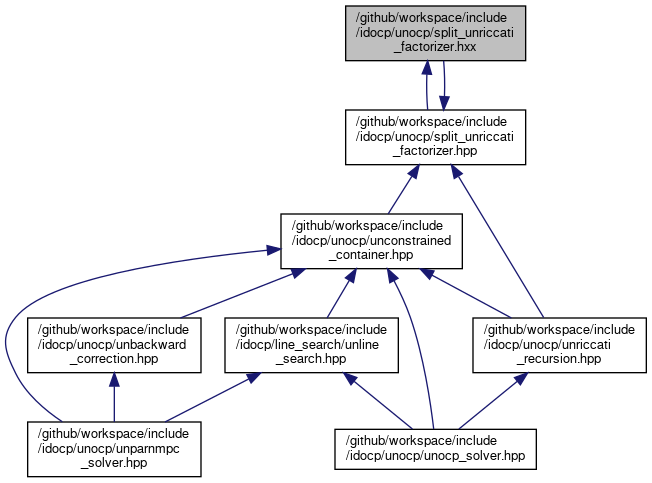 /github/workspace/include
/idocp/unocp/split_unriccati
_factorizer.hxx
/github/workspace/include
/idocp/unocp/split_unriccati
_factorizer.hpp
/github/workspace/include
/idocp/unocp/unconstrained
_container.hpp
/github/workspace/include
/idocp/unocp/unbackward
_correction.hpp
/github/workspace/include
/idocp/line_search/unline
_search.hpp
/github/workspace/include
/idocp/unocp/unriccati
_recursion.hpp
/github/workspace/include
/idocp/unocp/unparnmpc
_solver.hpp
/github/workspace/include
/idocp/unocp/unocp_solver.hpp